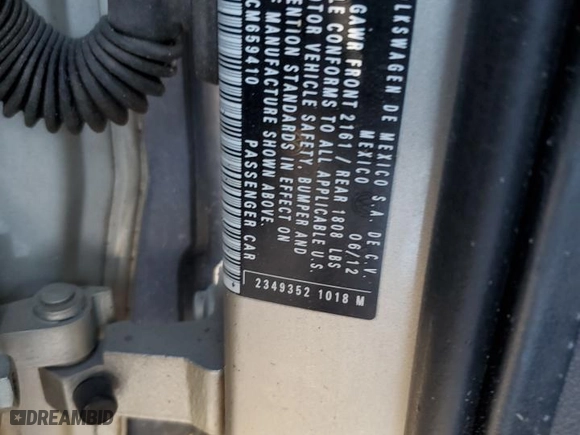 LKSWAGEN DE MEXICO S.A. DE C.V.
MEXICO
GAWR FRONT 2161 / REAR 1808 LBS 06/12
LE CONFORMS TO ALL APPLICABLE U.S.
TOR VEHICLE SAFETY, BUMPER AND
ENTION STANDARDS IN EFFECT ON
MANUFACTURE SHOWN ABOVE.
CM659410 PASSENGER CAR
2349352 1018 M
DREAMBID